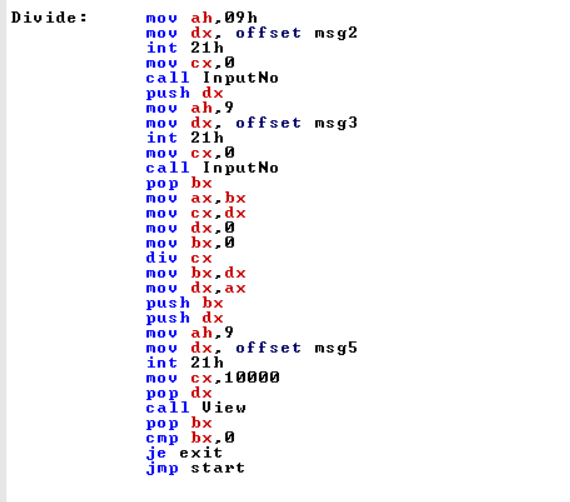 Divide: mov ah,09h
mov dx, offset msg2
int 21h
mov cx,0
call InputNo
push dx
mov ah,9
mov dx, offset msg3
int 21h
mov cx,0
call InputNo
pop bx
mov ax,bx
mov cx,dx
mov dx,0
mov bx,0
div cx
mov bx,dx
mov dx,ax
push bx
push dx
mov ah,9
mov dx, offset msg5
int 21h
mov cx,10000
pop dx
call View
pop bx
cmp bx,0
je exit
jmp start